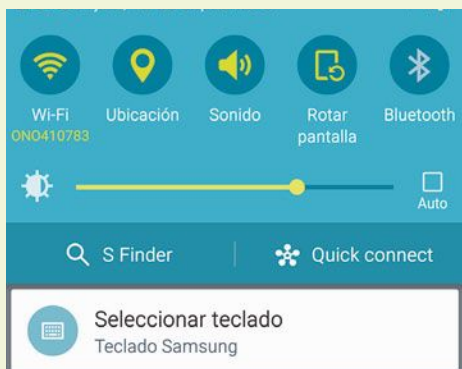 Wi-Fi
ONO410783
Ubicación
Sonido
Rotar
pantalla
Bluetooth
Auto
S Finder
Quick connect
Seleccionar teclado
Teclado Samsung